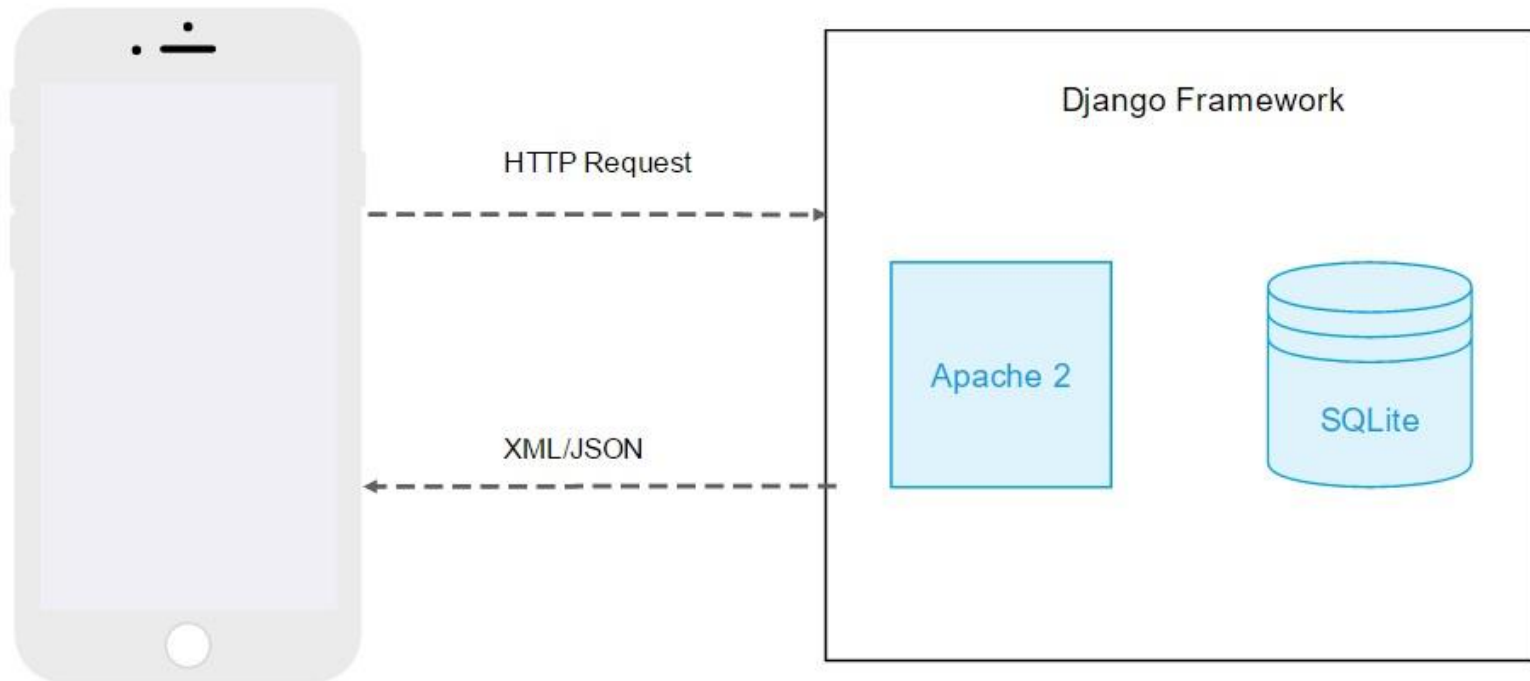 Django Framework
HTTP Request
Apache 2
SQLite
XML/JSON